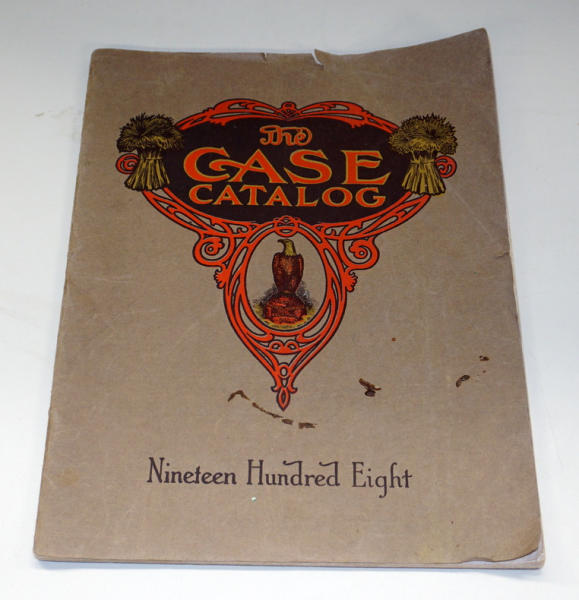 The
CASE
CATALOG
Nineteen Hundred Eight